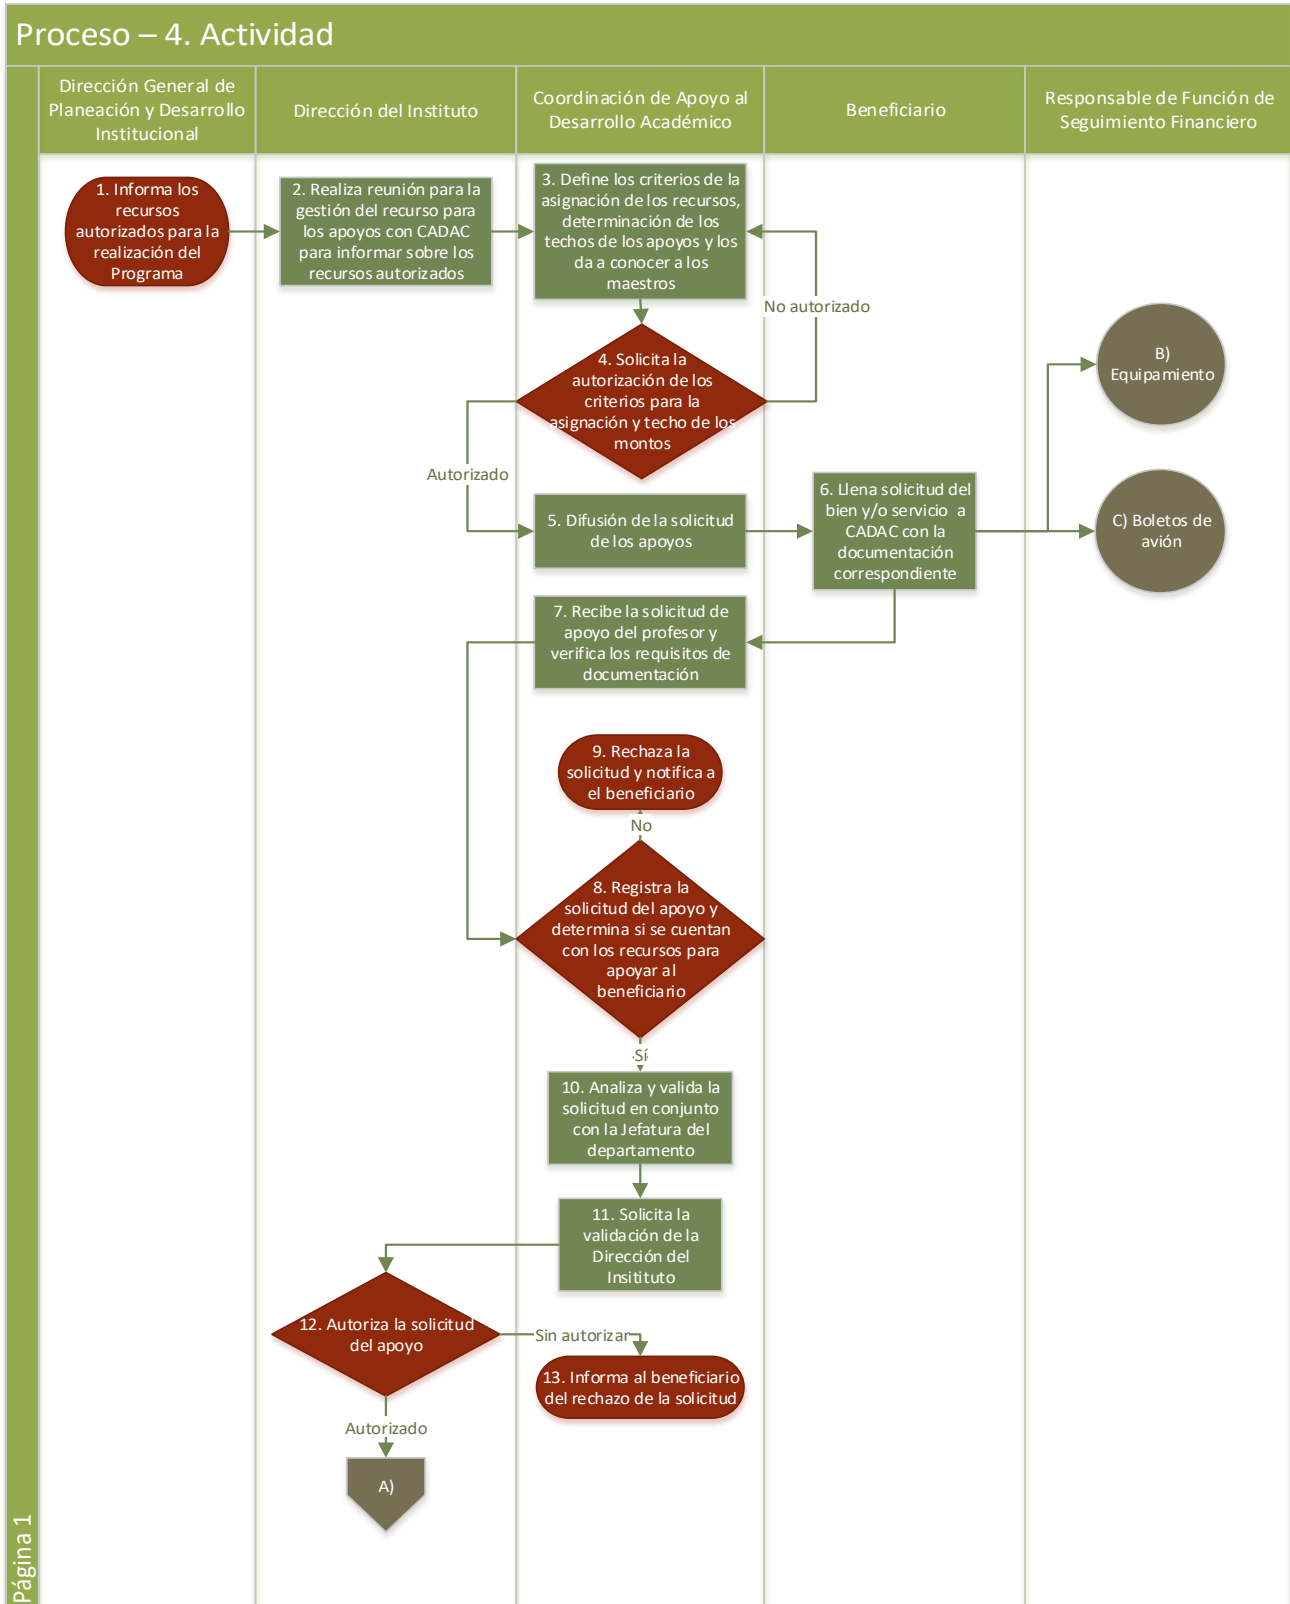 Proceso – 4. Actividad
Dirección General de
Planeación y Desarrollo
Institucional
Dirección del Instituto
Coordinación de Apoyo al
Desarrollo Académico
Beneficiario
Responsable de Función de
Seguimiento Financiero
1. Informa los
recursos
autorizados para la
realización del
Programa
2. Realiza reunión para la
gestión del recurso para
los apoyos con CADAC
para informar sobre los
recursos autorizados
3. Define los criterios de la
asignación de los recursos,
determinación de los
techos de los apoyos y los
da a conocer a los
maestros
No autorizado
4. Solicita la
autorización de los
criterios para la
asignación y techo de los
montos
B)
Equipamiento
Autorizado
5. Difusión de la solicitud
de los apoyos
6. Llena solicitud del
bien y/o servicio a
CADAC con la
documentación
correspondiente
C) Boletos de
avión
7. Recibe la solicitud de
apoyo del profesor y
verifica los requisitos de
documentación
9. Rechaza la
solicitud y notifica a
el beneficiario
No
8. Registra la
solicitud del apoyo y
determina si se cuentan
con los recursos para
apoyar al
beneficiario
Sí
10. Analiza y valida la
solicitud en conjunto
con la Jefatura del
departamento
11. Solicita la
validación de la
Dirección del
Insitituto
12. Autoriza la solicitud
del apoyo
Sin autorizar
13. Informa al beneficiario
del rechazo de la solicitud
Autorizado
A)
Página 1